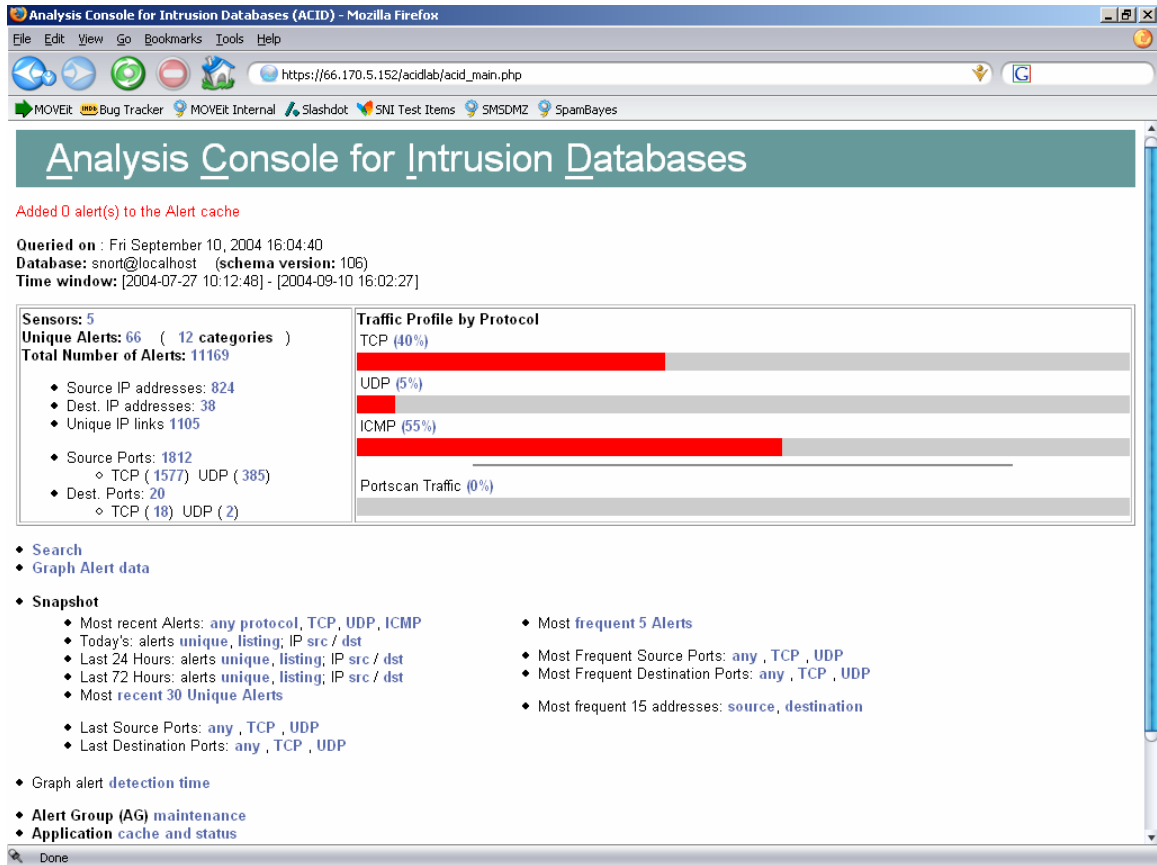 Analysis Console for Intrusion Databases (ACID) - Mozilla Firefox
File Edit View Go Bookmarks Tools Help
https://66.170.5.152/acidlab/acid_main.php
G
MOVEit Bug Tracker MOVEit Internal Slashdot SNI Test Items SMSDMZ SpamBayes
Analysis Console for Intrusion Databases
Added 0 alert(s) to the Alert cache
Queried on : Fri September 10, 2004 16:04:40
Database: snort@localhost (schema version: 106)
Time window: [2004-07-27 10:12:48] - [2004-09-10 16:02:27]
Sensors: 5
Unique Alerts: 66 ( 12 categories )
Total Number of Alerts: 11169
Source IP addresses: 824
Dest. IP addresses: 38
Unique IP links 1105
Source Ports: 1812
TCP ( 1577) UDP ( 385)
Dest. Ports: 20
TCP ( 18) UDP ( 2)
Traffic Profile by Protocol
TCP (40%)
UDP (5%)
ICMP (55%)
Portscan Traffic (0%)
Search
Graph Alert data
Snapshot
Most recent Alerts: any protocol, TCP, UDP, ICMP
Today's: alerts unique, listing; IP src / dst
Last 24 Hours: alerts unique, listing; IP src / dst
Last 72 Hours: alerts unique, listing; IP src / dst
Most recent 30 Unique Alerts
Last Source Ports: any , TCP , UDP
Last Destination Ports: any , TCP , UDP
Most frequent 5 Alerts
Most Frequent Source Ports: any , TCP , UDP
Most Frequent Destination Ports: any , TCP , UDP
Most frequent 15 addresses: source, destination
Graph alert detection time
Alert Group (AG) maintenance
Application cache and status
Done